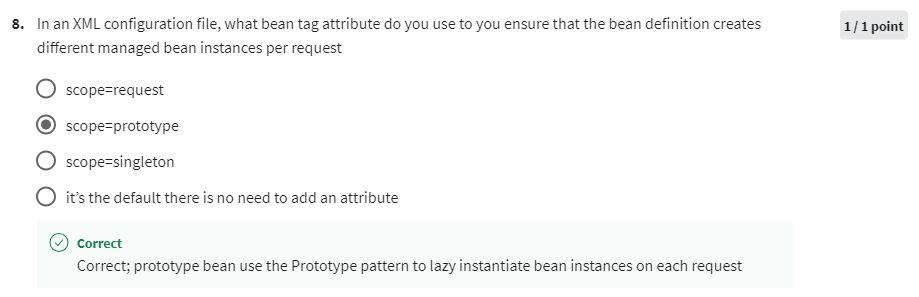 8. In an XML configuration file, what bean tag attribute do you use to you ensure that the bean definition creates
different managed bean instances per request
1 / 1 point
scope=request
scope=prototype
scope=singleton
it’s the default there is no need to add an attribute
Correct
Correct; prototype bean use the Prototype pattern to lazy instantiate bean instances on each request